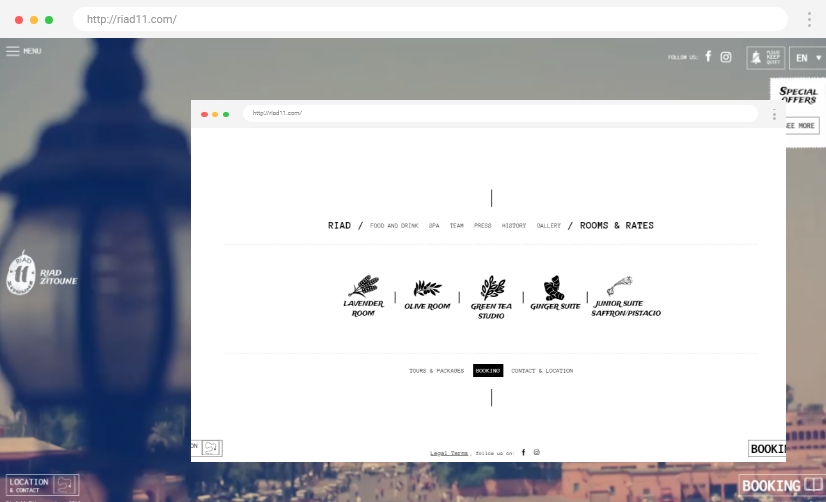 http://riad11.com/
MENU
FOLLOW US:
PLEASE
KEEP
QUIET
EN
SPECIAL
OFFERS
SEE MORE
http://riad11.com/
RIAD / FOOD AND DRINK SPA TEAM PRESS HISTORY GALLERY / ROOMS & RATES
RIAD
11
RIAD
ZITOUNE
LAVENDER
ROOM
OLIVE ROOM
GREEN TEA
STUDIO
GINGER SUITE
JUNIOR SUITE
SAFFRON/PISTACIO
TOURS & PACKAGES BOOKING CONTACT & LOCATION
ON
BOOKI
Legal Terms, follow us on:
LOCATION
& CONTACT
BOOKING